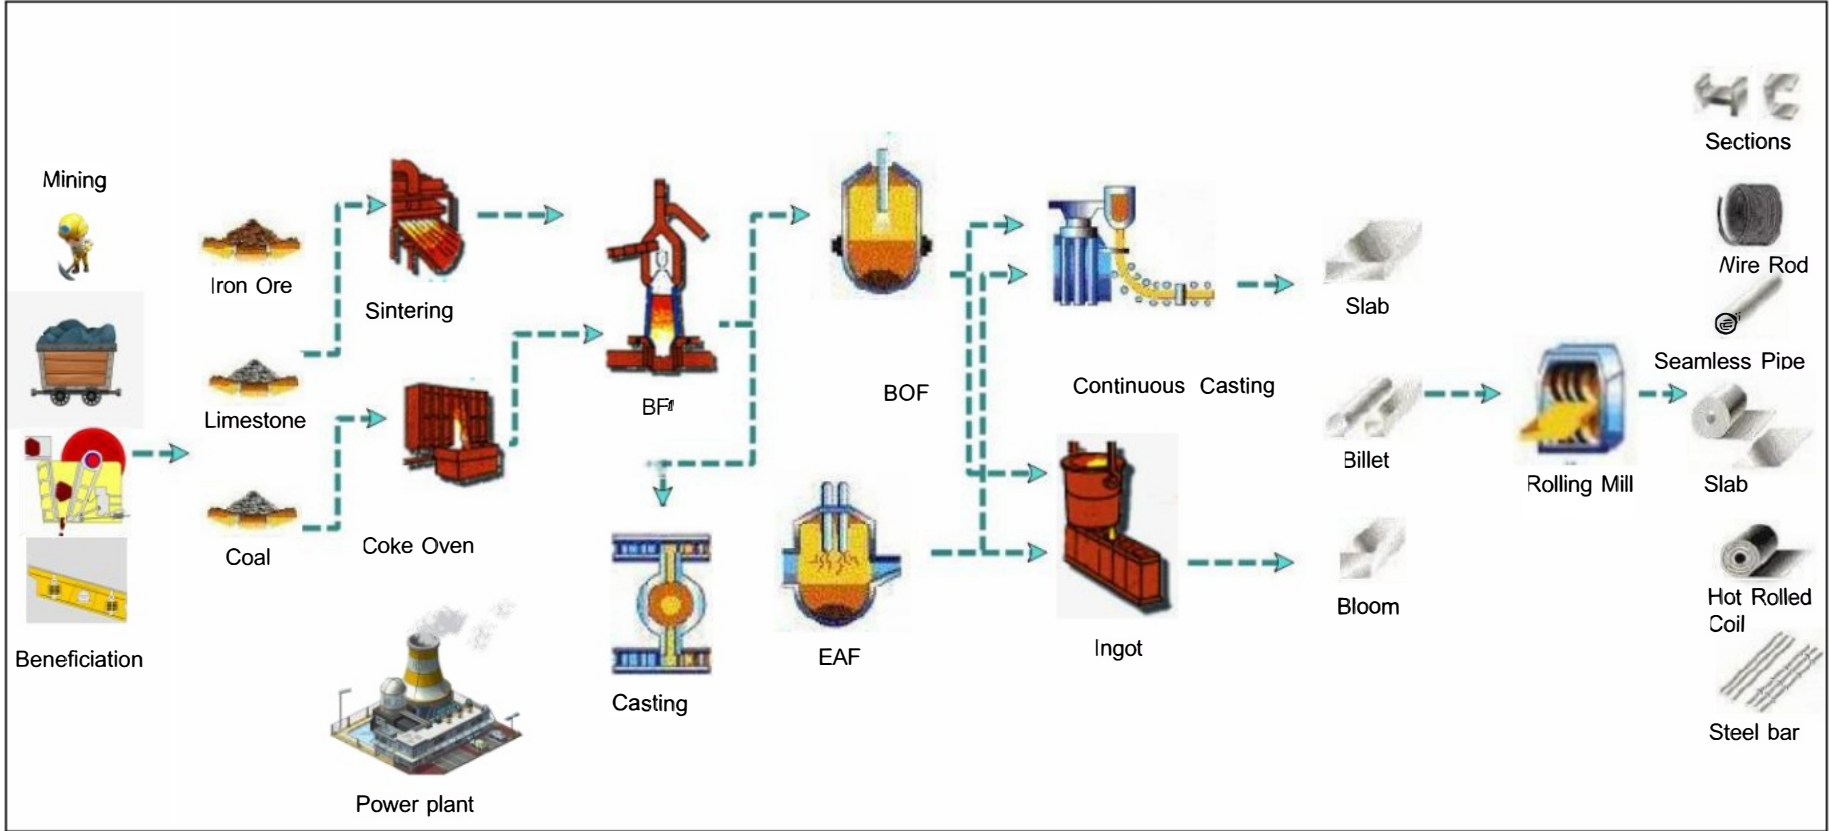 Mining
Beneficiation
Iron Ore
Limestone
Coal
Sintering
Coke Oven
Power plant
BF
Casting
BOF
EAF
Continuous Casting
Ingot
Slab
Billet
Bloom
Rolling Mill
Sections
Wire Rod
Seamless Pipe
Slab
Hot Rolled
Coil
Steel bar